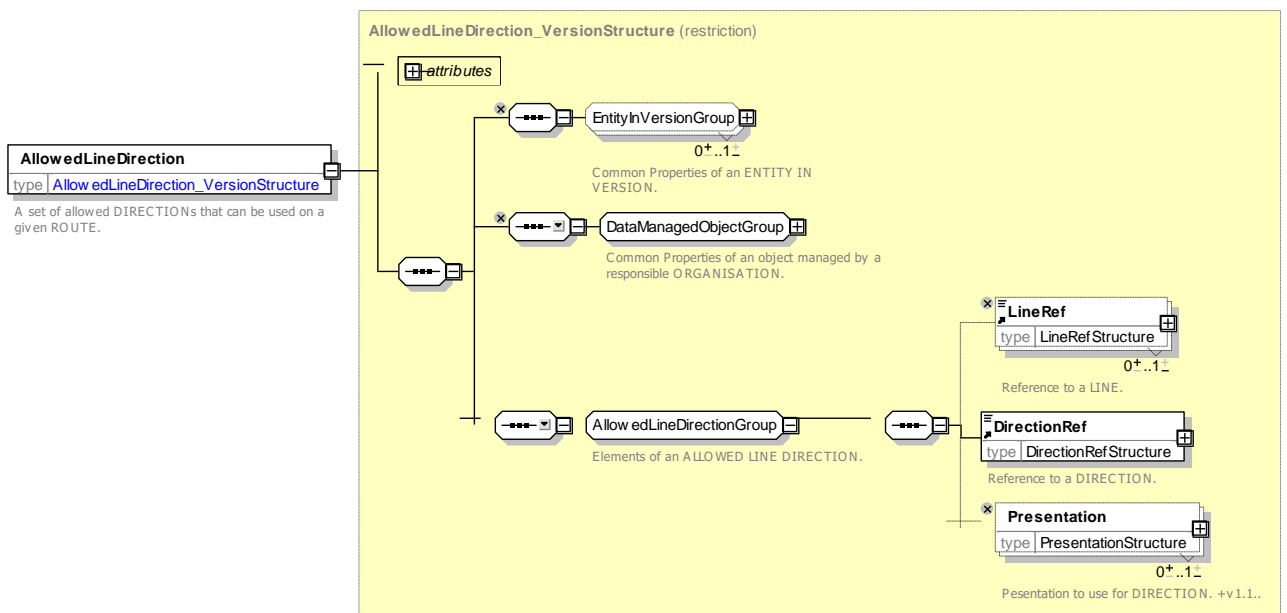 AllowedLineDirection_VersionStructure (restriction)
attributes
EntityInVersionGroup
0..1
Common Properties of an ENTITY IN
VERSION.
AllowedLineDirection
type AllowedLineDirection_VersionStructure
A set of allowed DIRECTIONs that can be used on a
given ROUTE.
DataManagedObjectGroup
Common Properties of an object managed by a
responsible ORGANISATION.
LineRef
type LineRefStructure
0..1
Reference to a LINE.
AllowedLineDirectionGroup
Elements of an ALLOWED LINE DIRECTION.
DirectionRef
type DirectionRefStructure
Reference to a DIRECTION.
Presentation
type PresentationStructure
0..1
Pesentation to use for DIRECTION. +v1.1..